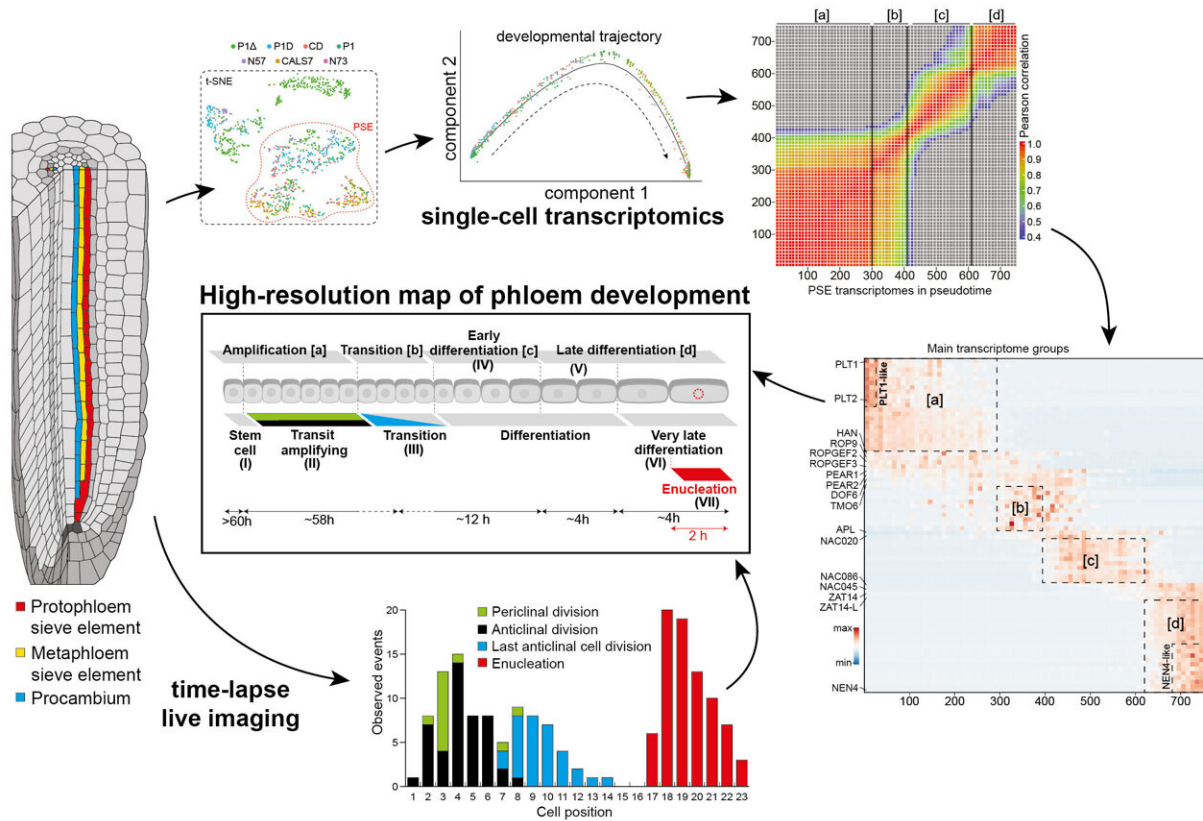 P1Δ P1D CD P1
N57 CALS7 N73
t-SNE
PSE
developmental trajectory
component 2
component 1
single-cell transcriptomics
[a] [b] [c] [d]
700
600
500
400
300
200
100
100 200 300 400 500 600 700
PSE transcriptomes in pseudotime
Pearson correlation
1.0
0.9
0.8
0.7
0.6
0.5
0.4
High-resolution map of phloem development
Amplification [a]
Transition [b]
Early
differentiation [c]
(IV)
Late differentiation [d]
(V)
Stem
cell
(I)
Transit
amplifying
(II)
Transition
(III)
Differentiation
Very late
differentiation
(VI)
Enucleation
(VII)
>60h ~58h ~12 h ~4h ~4h
2 h
Main transcriptome groups
PLT1
PLT2
HAN
ROP9
ROPGEF2
ROPGEF3
PEAR1
PEAR2
DOF6
TMO6
APL
NAC020
NAC086
NAC045
ZAT14
ZAT14-L
NEN4
PLT1-like
[a]
[b]
[c]
[d]
NEN4-like
max
min
0 100 200 300 400 500 600 700
Protophloem
sieve element
Metaphloem
sieve element
Procambium
time-lapse
live imaging
Periclinal division
Anticlinal division
Last anticlinal cell division
Enucleation
Observed events
20
15
10
5
0
1 2 3 4 5 6 7 8 9 10 11 12 13 14 15 16 17 18 19 20 21 22 23
Cell position